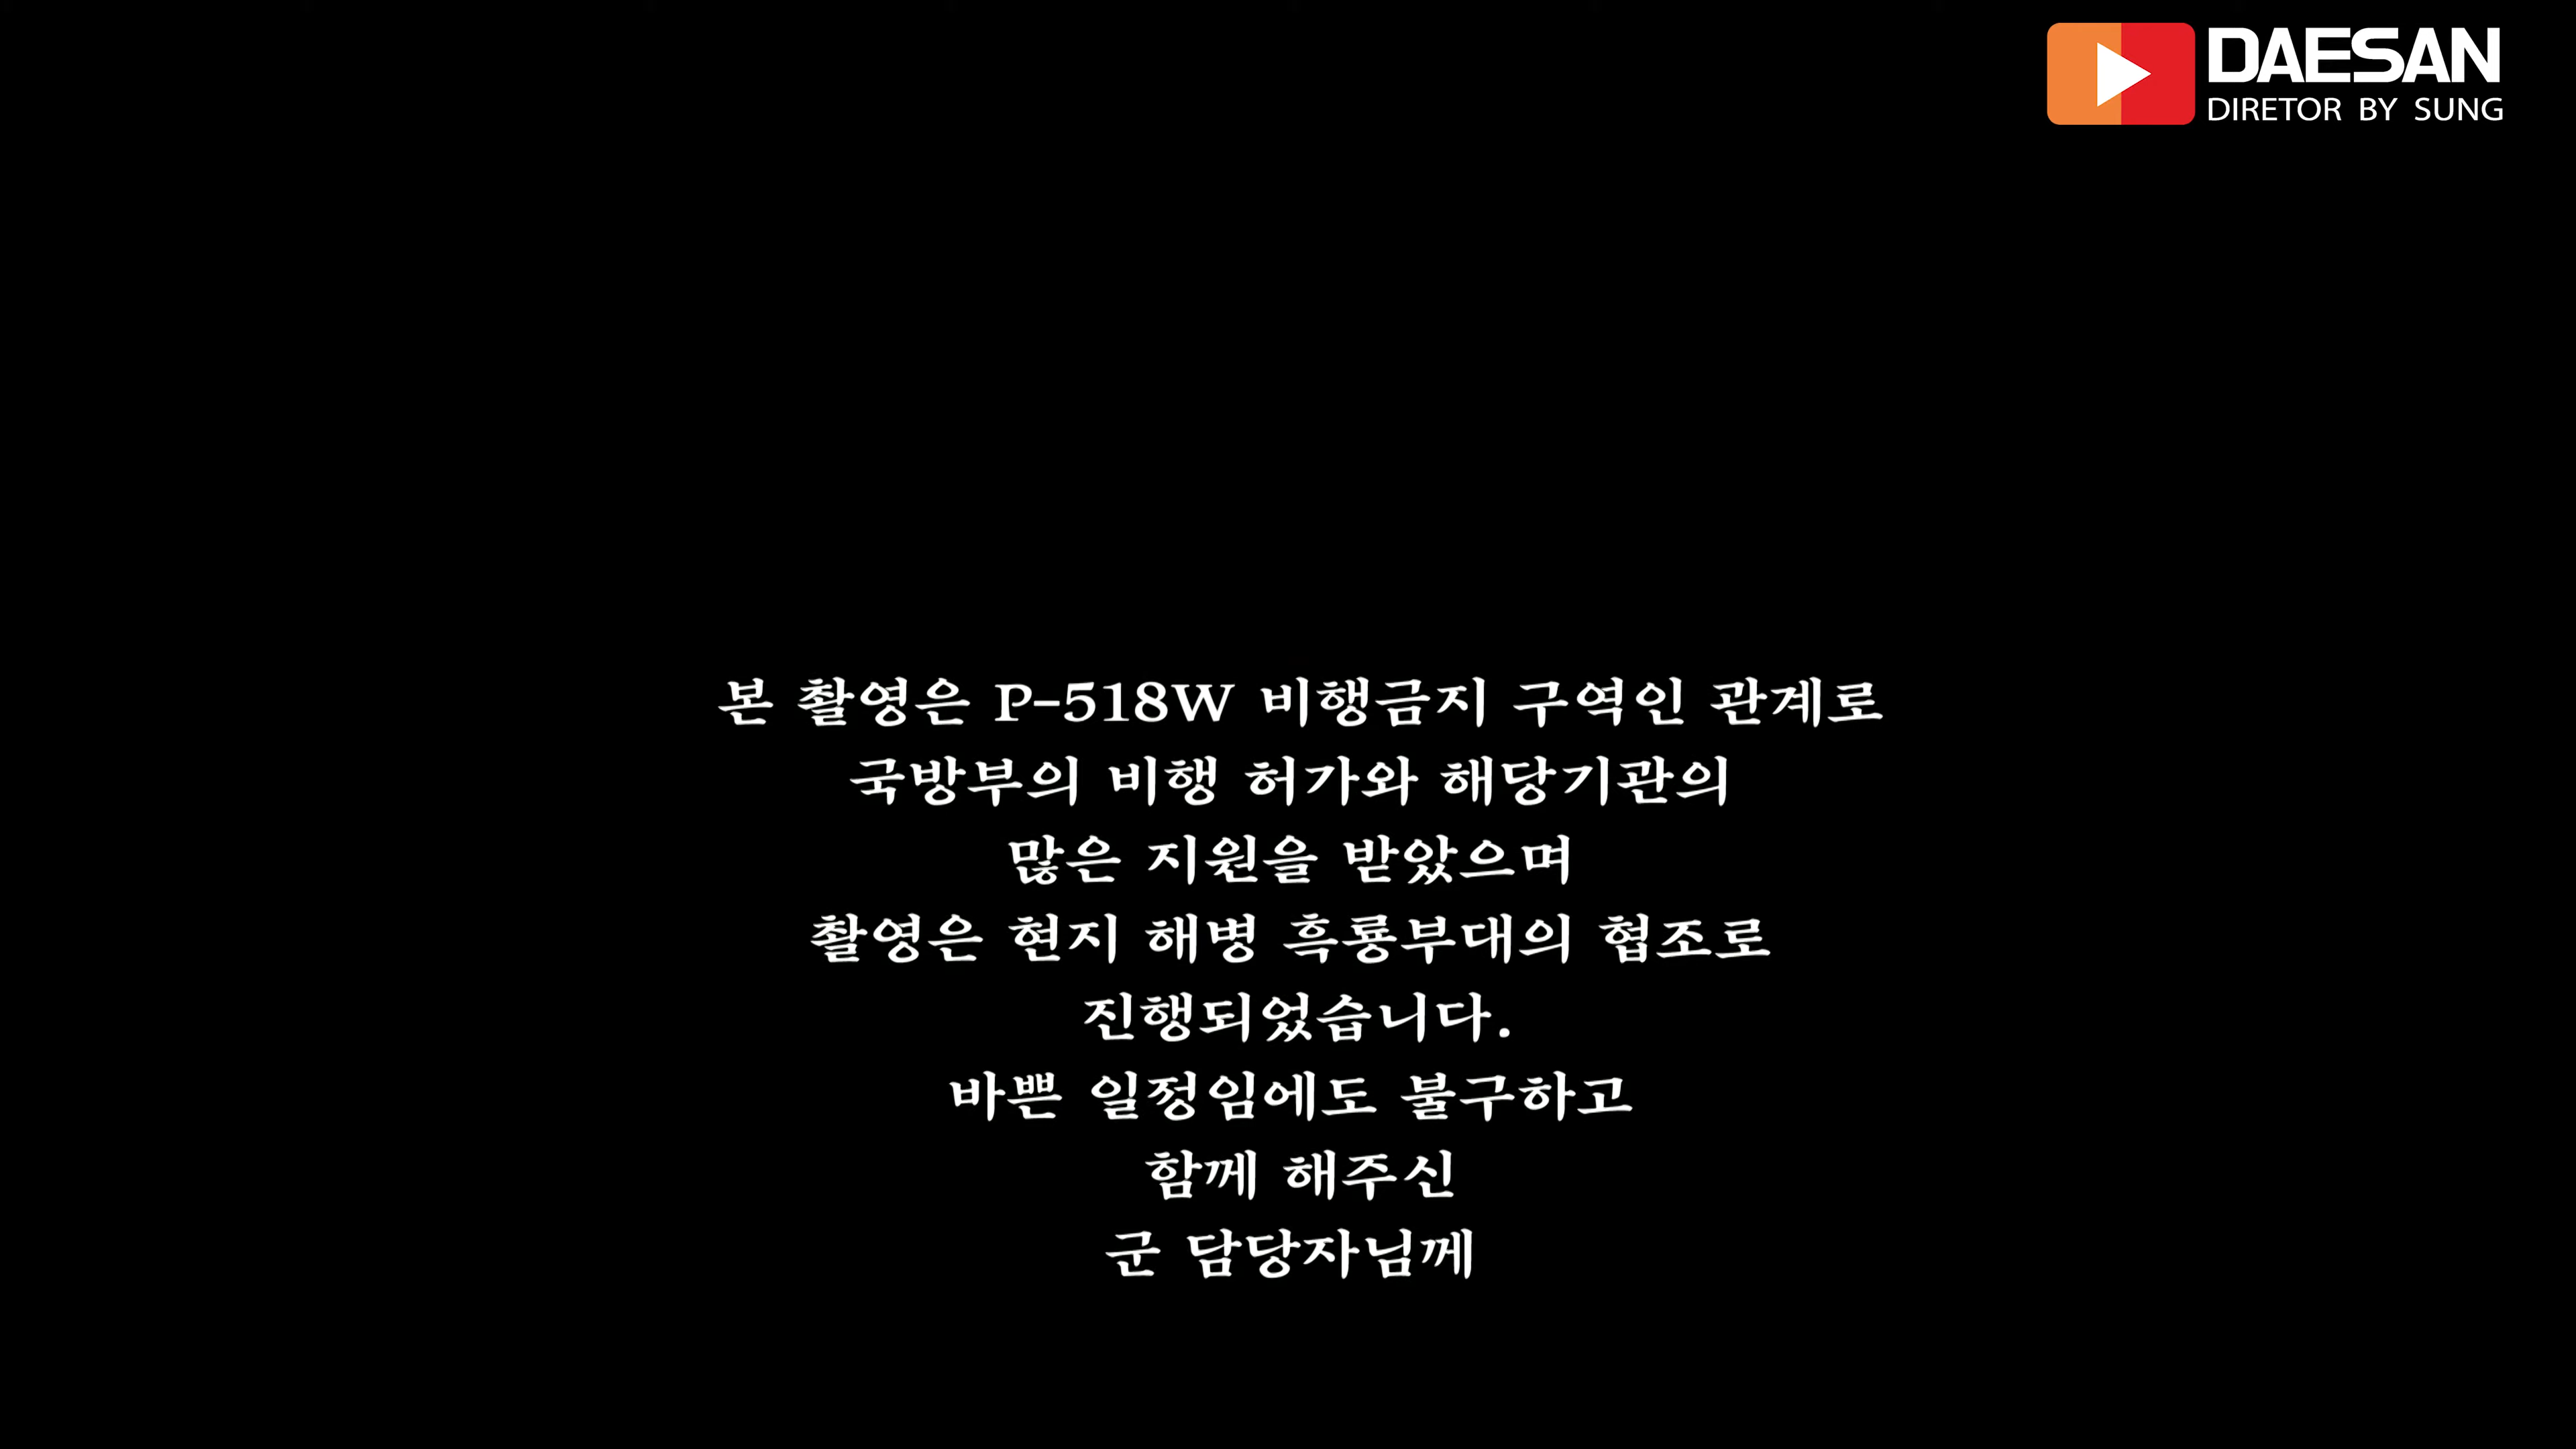 DAESAN
DIRETOR BY SUNG
본 촬영은 P-518W 비행금지 구역인 관계로
국방부의 비행 허가와 해당기관의
많은 지원을 받았으며
촬영은 현지 해병 흑룡부대의 협조로
진행되었습니다.
바쁜 일정임에도 불구하고
함께 해주신
군 담당자님께